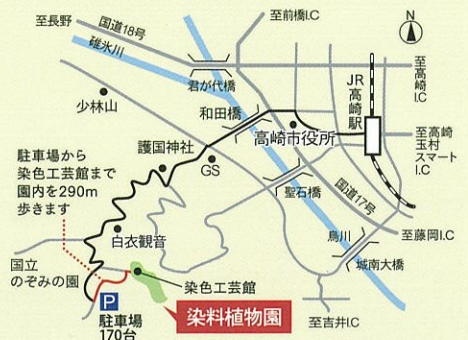 至長野
国道18号
碓氷川
至前橋I.C
N
君が代橋
至高崎I.C
JR高崎駅
少林山
和田橋
高崎市役所
至高崎玉村スマートI.C
護国神社
GS
駐車場から
染色工芸館まで
園内を290m
歩きます
聖石橋
国道17号
白衣観音
烏川
至藤岡I.C
城南大橋
国立
のぞみの園
染色工芸館
P
駐車場
170台
染料植物園
至吉井I.C